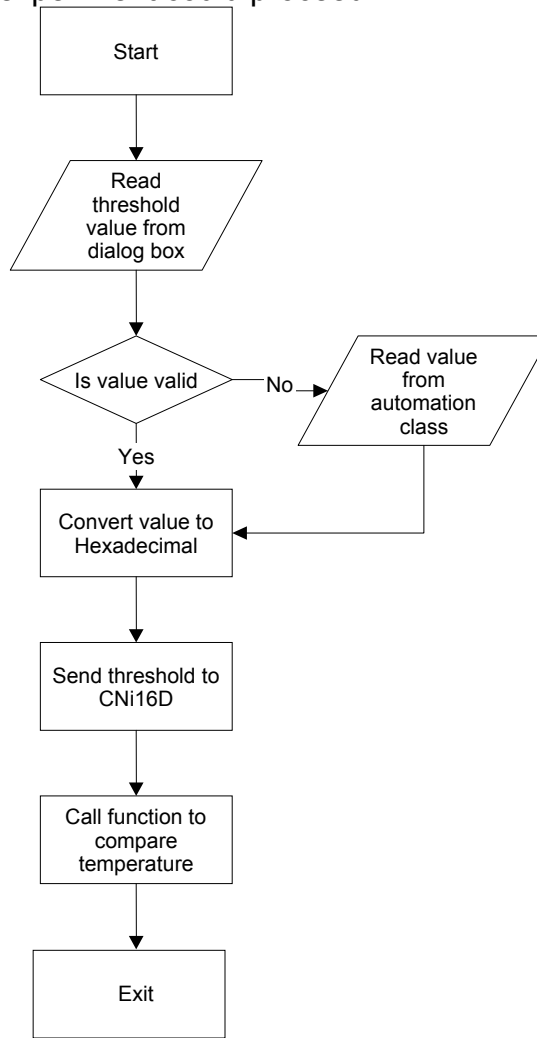 Start
Read
threshold
value from
dialog box
Is value valid
No
Read value
from
automation
class
Yes
Convert value to
Hexadecimal
Send threshold to
CNi16D
Call function to
compare
temperature
Exit